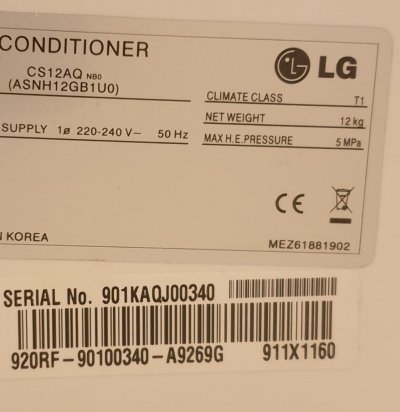 CONDITIONER
CS12AQ NB0
(ASNH12GB1U0)
LG
CLIMATE CLASS T1
NET WEIGHT 12 kg
MAX H.E. PRESSURE 5 MPa
SUPPLY 1ø 220-240 V~ 50 Hz
CE
KOREA
MEZ61881902
SERIAL No. 901KAQJ00340
920RF-90100340-A9269G 911X1160